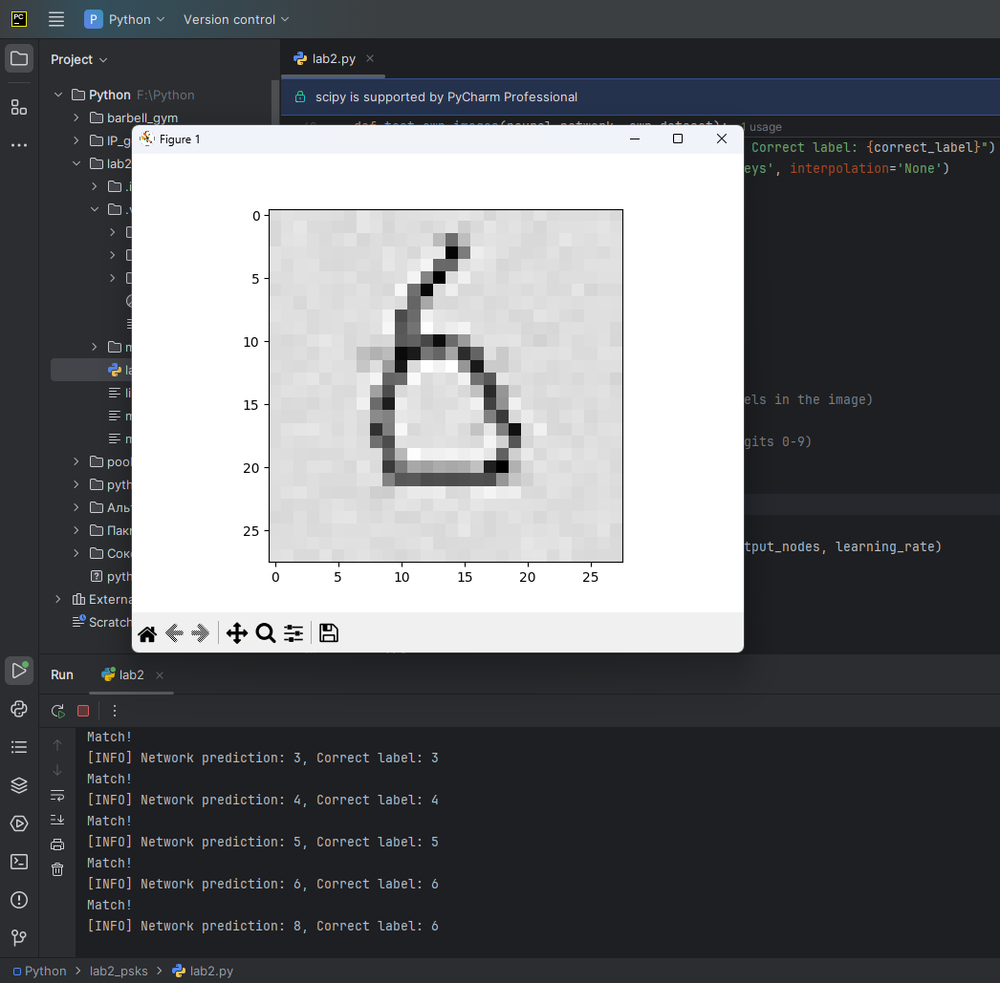 PC
P Python Version control
Project
lab2.py
Python F:\Python
scipy is supported by PyCharm Professional
barbell_gym
1 usage
IP_g
Figure 1
Correct label: {correct_label}")
lab2
eys', interpolation='None')
0
5
10
15
20
25
0 5 10 15 20 25
els in the image)
gits 0-9)
tput_nodes, learning_rate)
la
li
m
m
pool
pyth
Аль
Пак
Сок
pyth
Externa
Scratch
Run lab2
Match!
[INFO] Network prediction: 3, Correct label: 3
Match!
[INFO] Network prediction: 4, Correct label: 4
Match!
[INFO] Network prediction: 5, Correct label: 5
Match!
[INFO] Network prediction: 6, Correct label: 6
Match!
[INFO] Network prediction: 8, Correct label: 6
Python > lab2_psks > lab2.py